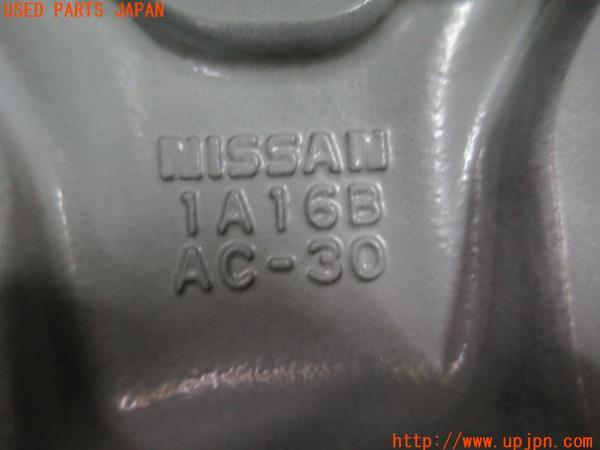 USED PARTS JAPAN
NISSAN
1A16B
AC-30
http://www.upjpn.com/